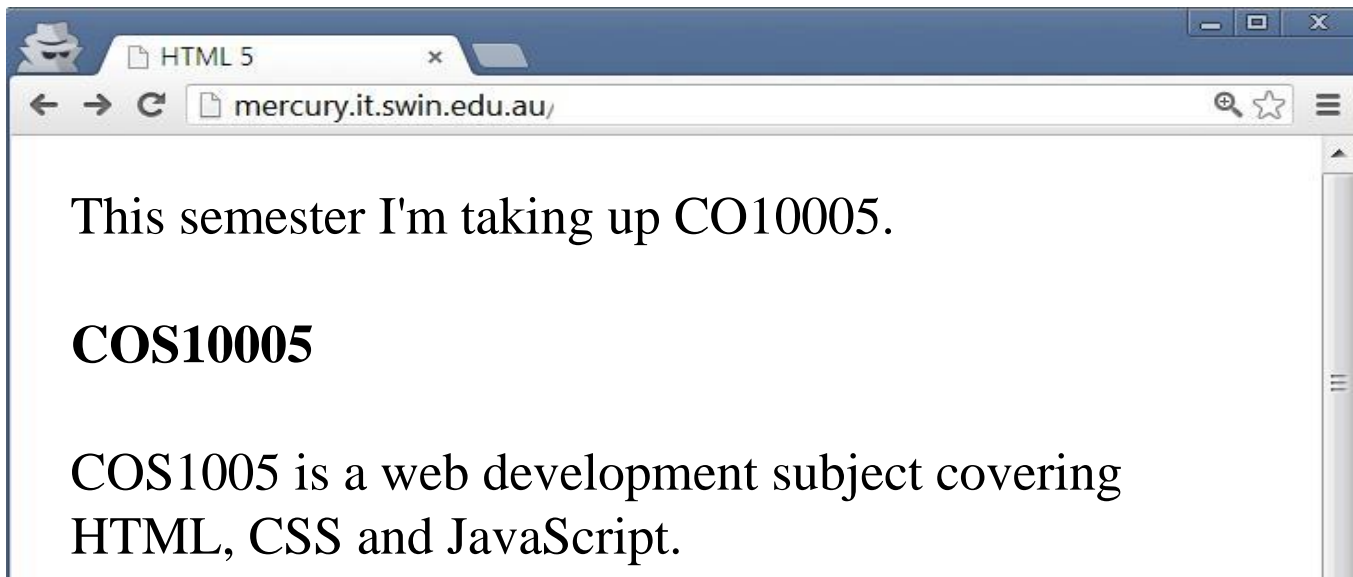 HTML 5
mercury.it.swin.edu.au/
This semester I'm taking up CO10005.
COS10005
COS1005 is a web development subject covering
HTML, CSS and JavaScript.